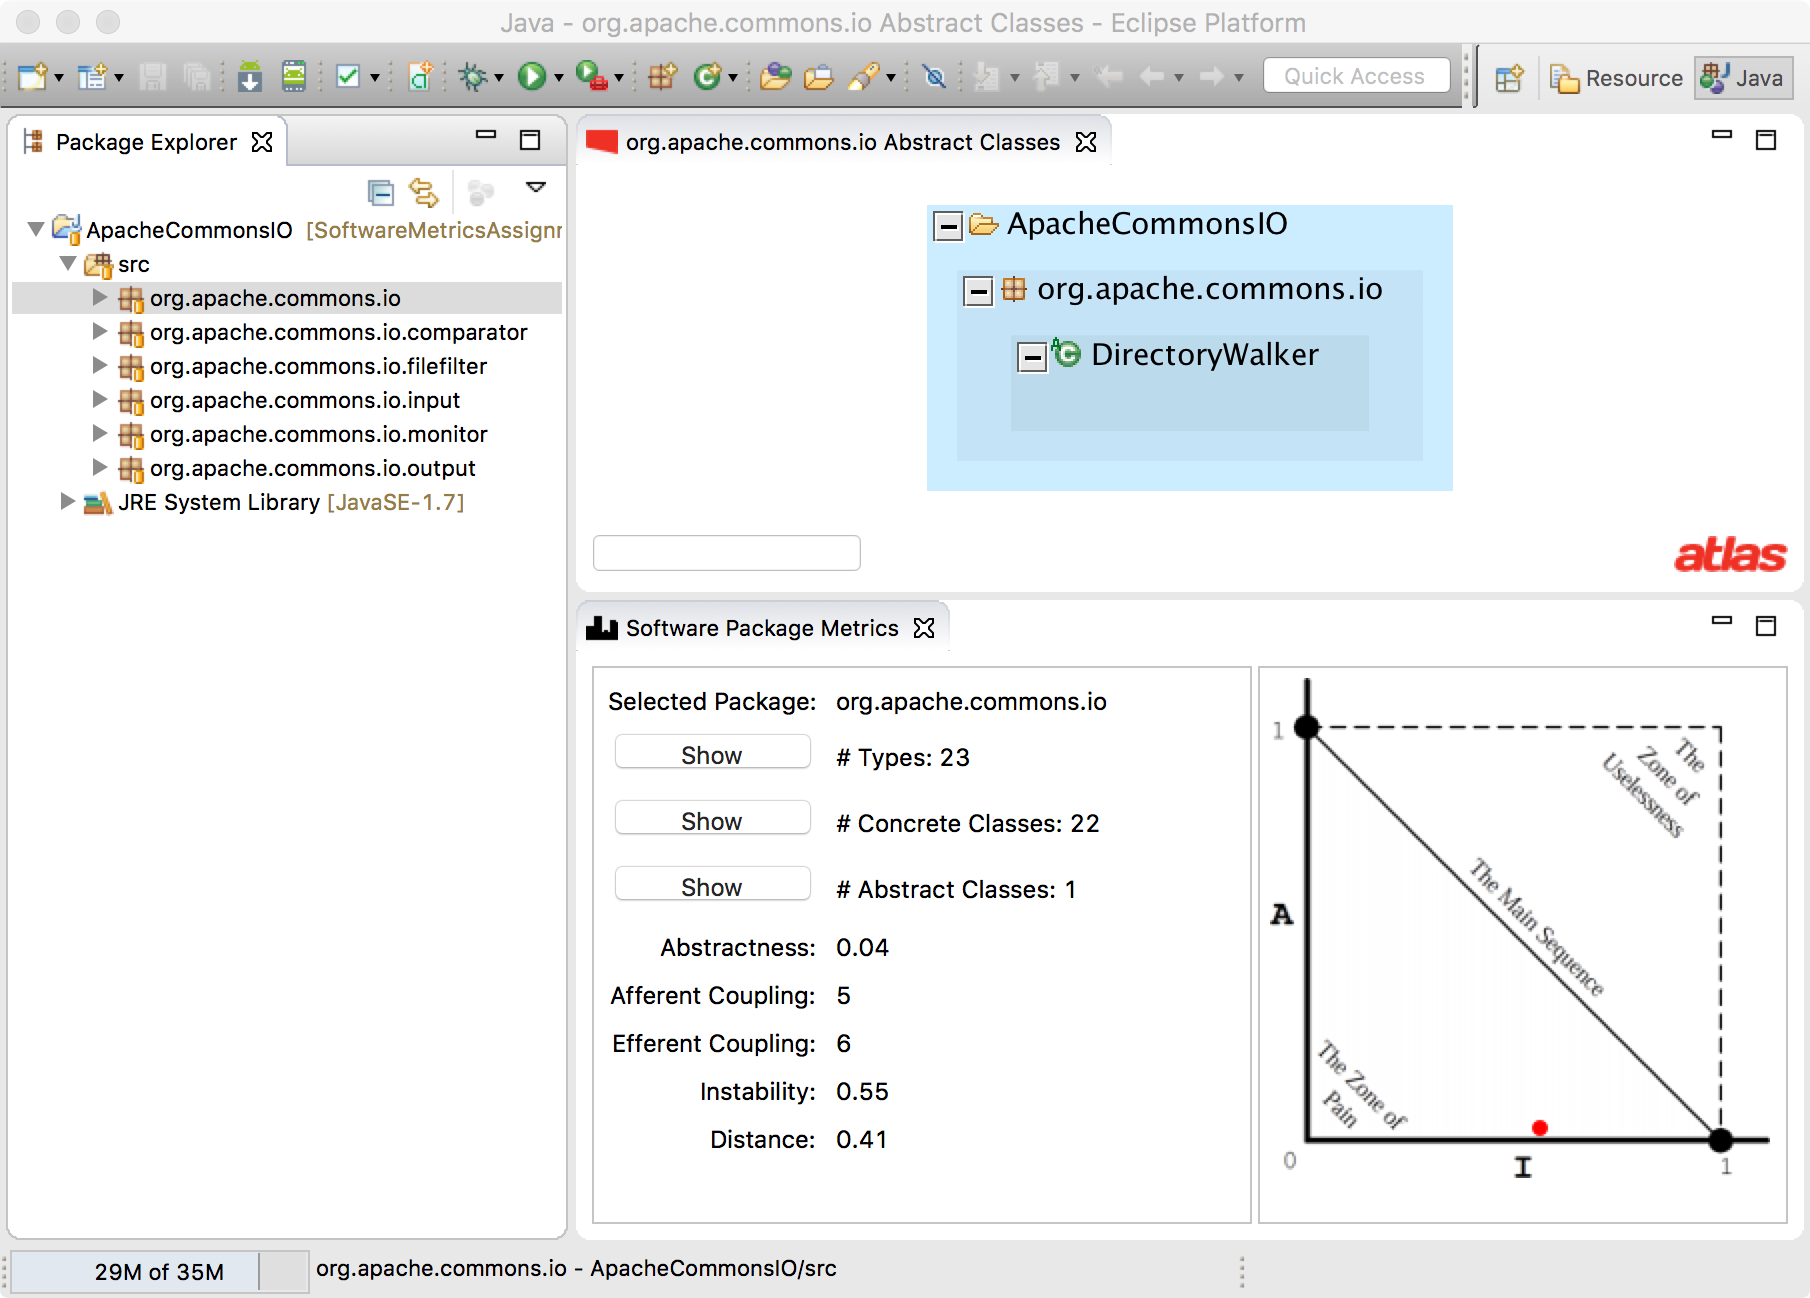 Java - org.apache.commons.io Abstract Classes - Eclipse Platform
Quick Access
Resource
Java
Package Explorer
ApacheCommonsIO
src
org.apache.commons.io
org.apache.commons.io.comparator
org.apache.commons.io.filefilter
org.apache.commons.io.input
org.apache.commons.io.monitor
org.apache.commons.io.output
JRE System Library [JavaSE-1.7]
org.apache.commons.io Abstract Classes
ApacheCommonsIO
org.apache.commons.io
DirectoryWalker
atlas
Software Package Metrics
Selected Package: org.apache.commons.io
Show # Types: 23
Show # Concrete Classes: 22
Show # Abstract Classes: 1
Abstractness: 0.04
Afferent Coupling: 5
Efferent Coupling: 6
Instability: 0.55
Distance: 0.41
1
The
Zone of
Uselessness
The Main Sequence
A
The Zone of
Pain
0
I
1
29M of 35M
org.apache.commons.io - ApacheCommonsIO/src